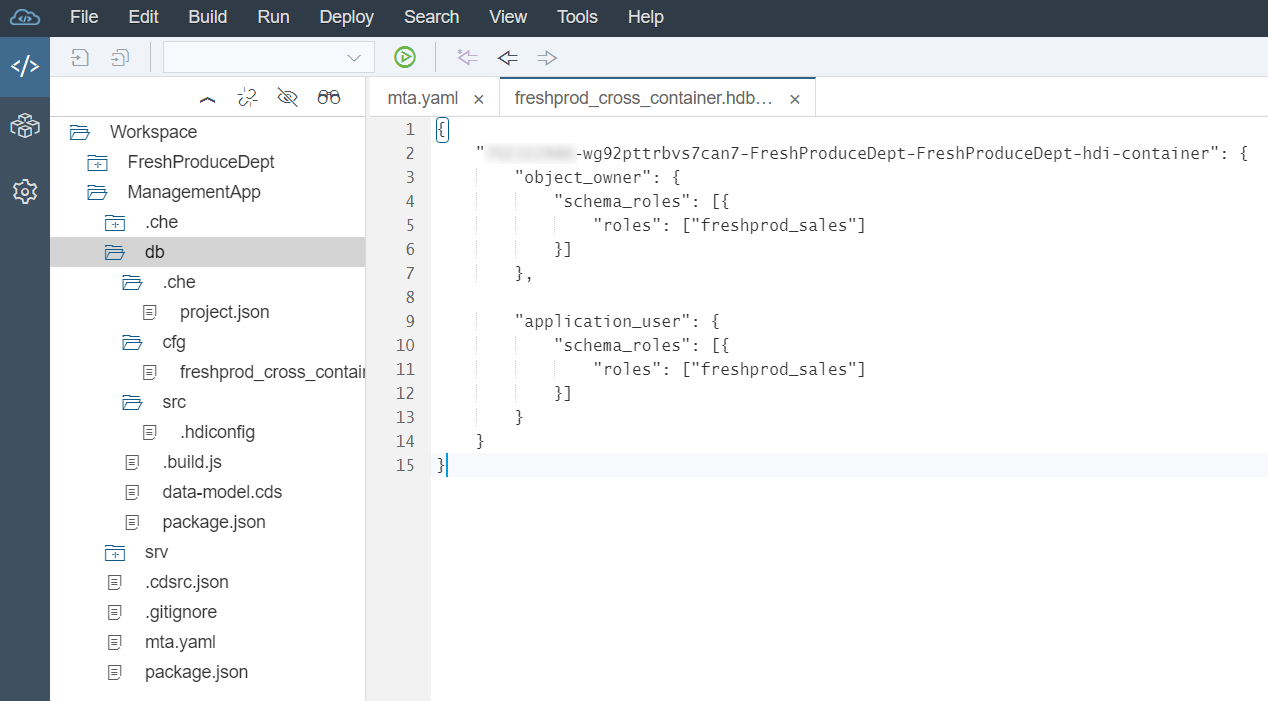 File Edit Build Run Deploy Search View Tools Help
mta.yaml × freshprod_cross_container.hdb... ×
Workspace
FreshProduceDept
ManagementApp
.che
db
.che
project.json
cfg
freshprod_cross_contai
src
.hdiconfig
.build.js
data-model.cds
package.json
srv
.cdsrc.json
.gitignore
mta.yaml
package.json
1 {
2 "-wg92pttrbvs7can7-FreshProduceDept-FreshProduceDept-hdi-container": {
3 "object_owner": {
4 "schema_roles": [{
5 "roles": ["freshprod_sales"]
6 }]
7 },
8
9 "application_user": {
10 "schema_roles": [{
11 "roles": ["freshprod_sales"]
12 }]
13 }
14 }
15 }